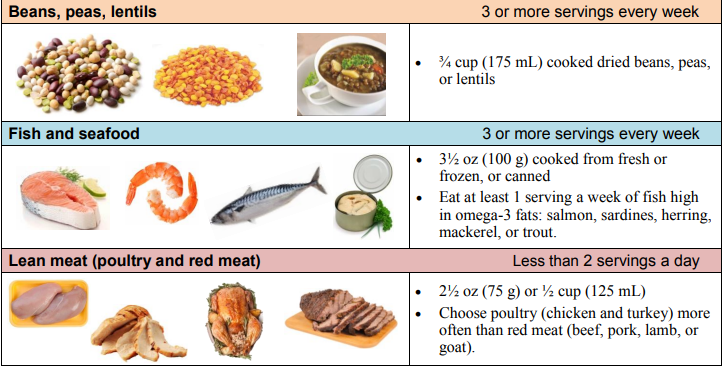 Beans, peas, lentils 3 or more servings every week
• ¾ cup (175 mL) cooked dried beans, peas,
or lentils
Fish and seafood 3 or more servings every week
• 3½ oz (100 g) cooked from fresh or
frozen, or canned
• Eat at least 1 serving a week of fish high
in omega-3 fats: salmon, sardines, herring,
mackerel, or trout.
Lean meat (poultry and red meat) Less than 2 servings a day
• 2½ oz (75 g) or ½ cup (125 mL)
• Choose poultry (chicken and turkey) more
often than red meat (beef, pork, lamb, or
goat).